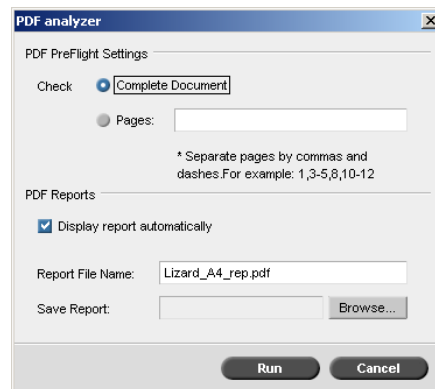 PDF analyzer
PDF PreFlight Settings
Check Complete Document
Pages:
* Separate pages by commas and
dashes.For example: 1,3-5,8,10-12
PDF Reports
Display report automatically
Report File Name: Lizard_A4_rep.pdf
Save Report: Browse...
Run Cancel